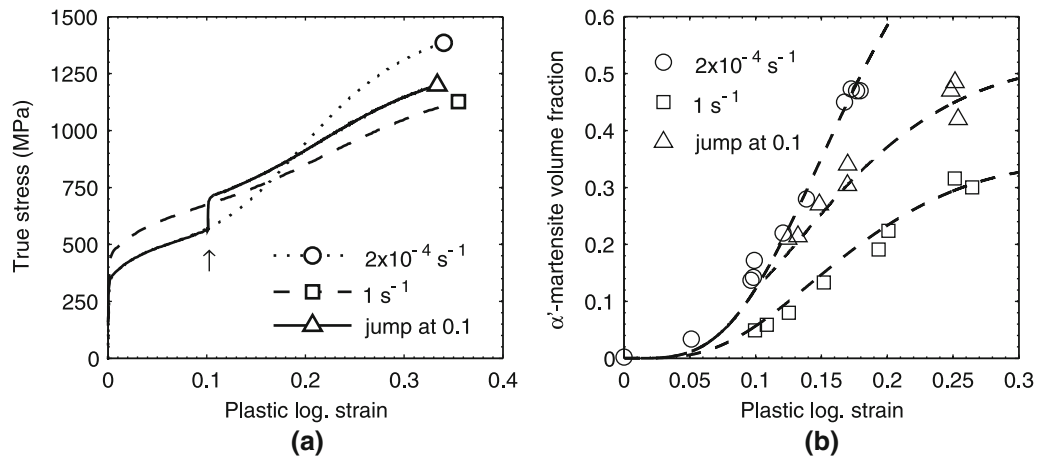 1500
1250
1000
750
500
250
0
True stress (MPa)
↑
2x10⁻⁴ s⁻¹
1 s⁻¹
jump at 0.1
0 0.1 0.2 0.3 0.4
Plastic log. strain
(a)
0.6
0.5
0.4
0.3
0.2
0.1
0.0
α'-martensite volume fraction
2x10⁻⁴ s⁻¹
1 s⁻¹
jump at 0.1
0 0.05 0.1 0.15 0.2 0.25 0.3
Plastic log. strain
(b)